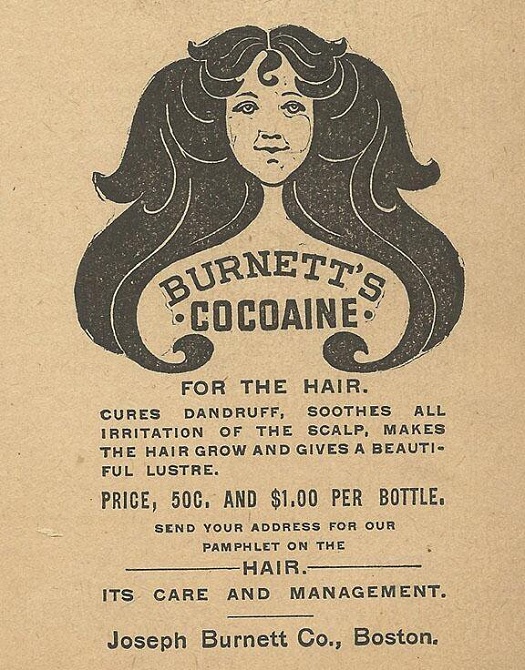 BURNETT'S
·COCOAINE·
FOR THE HAIR.
CURES DANDRUFF, SOOTHES ALL
IRRITATION OF THE SCALP, MAKES
THE HAIR GROW AND GIVES A BEAUTI-
FUL LUSTRE.
PRICE, 50C. AND $1.00 PER BOTTLE.
SEND YOUR ADDRESS FOR OUR
PAMPHLET ON THE
HAIR.
ITS CARE AND MANAGEMENT.
Joseph Burnett Co., Boston.